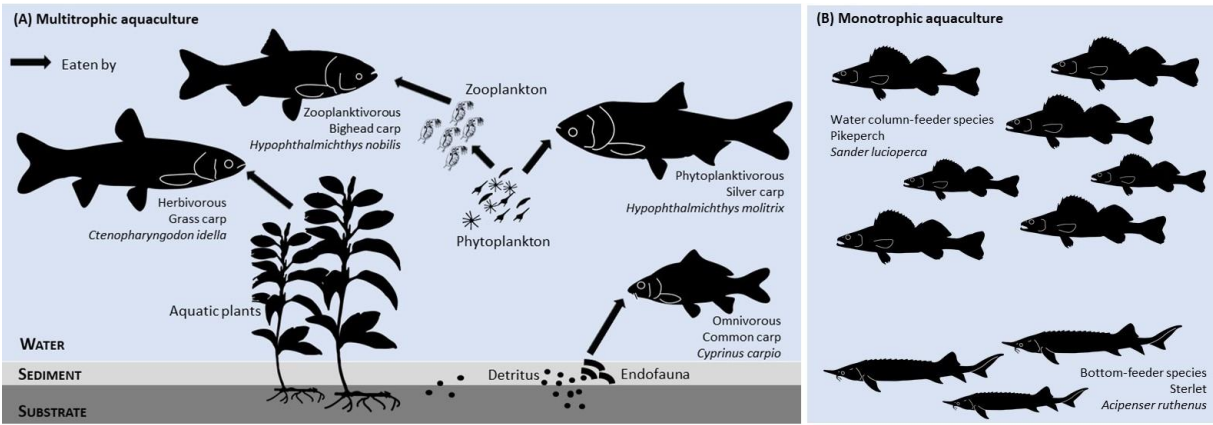 (A) Multitrophic aquaculture
Eaten by
Zooplanktivorous
Bighead carp
Hypophthalmichthys nobilis
Zooplankton
Herbivorous
Grass carp
Ctenopharyngodon idella
Phytoplanktivorous
Silver carp
Hypophthalmichthys molitrix
Phytoplankton
Aquatic plants
Omnivorous
Common carp
Cyprinus carpio
WATER
SEDIMENT
Detritus
Endofauna
SUBSTRATE
(B) Monotrophic aquaculture
Water column-feeder species
Pikeperch
Sander lucioperca
Bottom-feeder species
Sterlet
Acipenser ruthenus